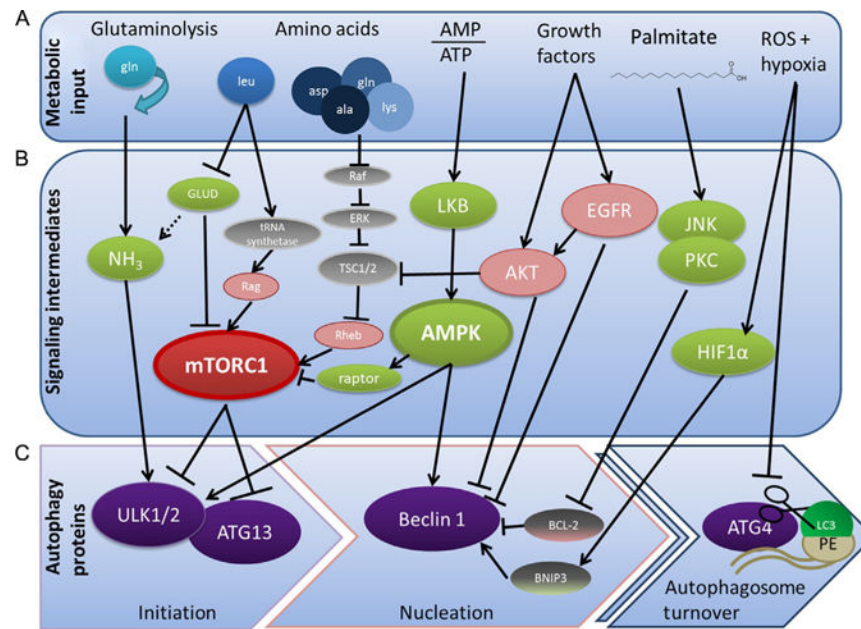 A
Metabolic
input
Glutaminolysis
Amino acids
AMP
ATP
Growth
factors
Palmitate
ROS +
hypoxia
gln
leu
asp
gln
ala
lys
OH
B
Signaling intermediates
GLUD
NH3
tRNA
synthetase
Rag
mTORC1
Raf
ERK
TSC1/2
Rheb
raptor
LKB
AMPK
AKT
EGFR
JNK
PKC
HIF1α
C
Autophagy
proteins
ULK1/2
ATG13
Initiation
Beclin 1
BCL-2
BNIP3
Nucleation
ATG4
LC3
PE
Autophagosome
turnover